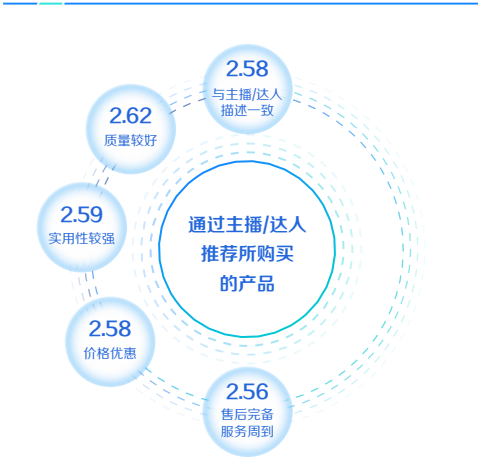 2.58
与主播/达人
描述一致
2.62
质量较好
2.59
实用性较强
通过主播/达人
推荐所购买
的产品
2.58
价格优惠
2.56
售后完备
服务周到